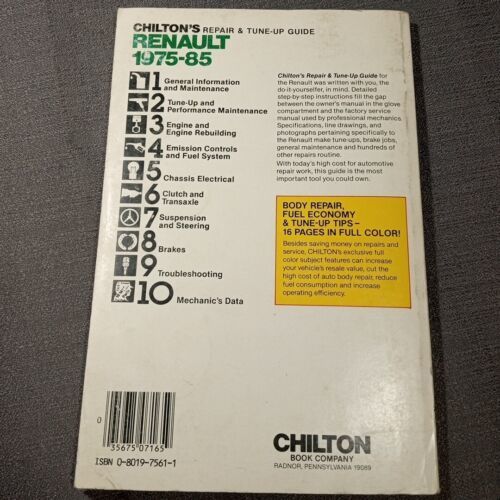 CHILTON'S REPAIR & TUNE-UP GUIDE
RENAULT
1975-85
1 General Information
and Maintenance
2 Tune-Up and
Performance Maintenance
3 Engine and
Engine Rebuilding
4 Emission Controls
and Fuel System
5 Chassis Electrical
6 Clutch and
Transaxle
7 Suspension
and Steering
8 Brakes
9 Troubleshooting
10 Mechanic's Data
Chilton's Repair & Tune-Up Guide for
the Renault was written with you, the
do-it-yourselfer, in mind. Detailed
step-by-step instructions fill the gap
between the owner's manual in the glove
compartment and the factory service
manual used by professional mechanics.
Specifications, line drawings, and
photographs pertaining specifically to
the Renault make tune-ups, brake jobs,
general maintenance and hundreds of
other repairs routine.
With today's high cost for automotive
repair work, this guide is the most
important tool you could own.
BODY REPAIR,
FUEL ECONOMY
& TUNE-UP TIPS–
16 PAGES IN FULL COLOR!
Besides saving money on repairs and
service, CHILTON's exclusive full
color subject features can increase
your vehicle's resale value, cut the
high cost of auto body repair, reduce
fuel consumption and increase
operating efficiency.
0
35675 07165
ISBN 0-8019-7561-1
CHILTON
BOOK COMPANY
RADNOR, PENNSYLVANIA 19089